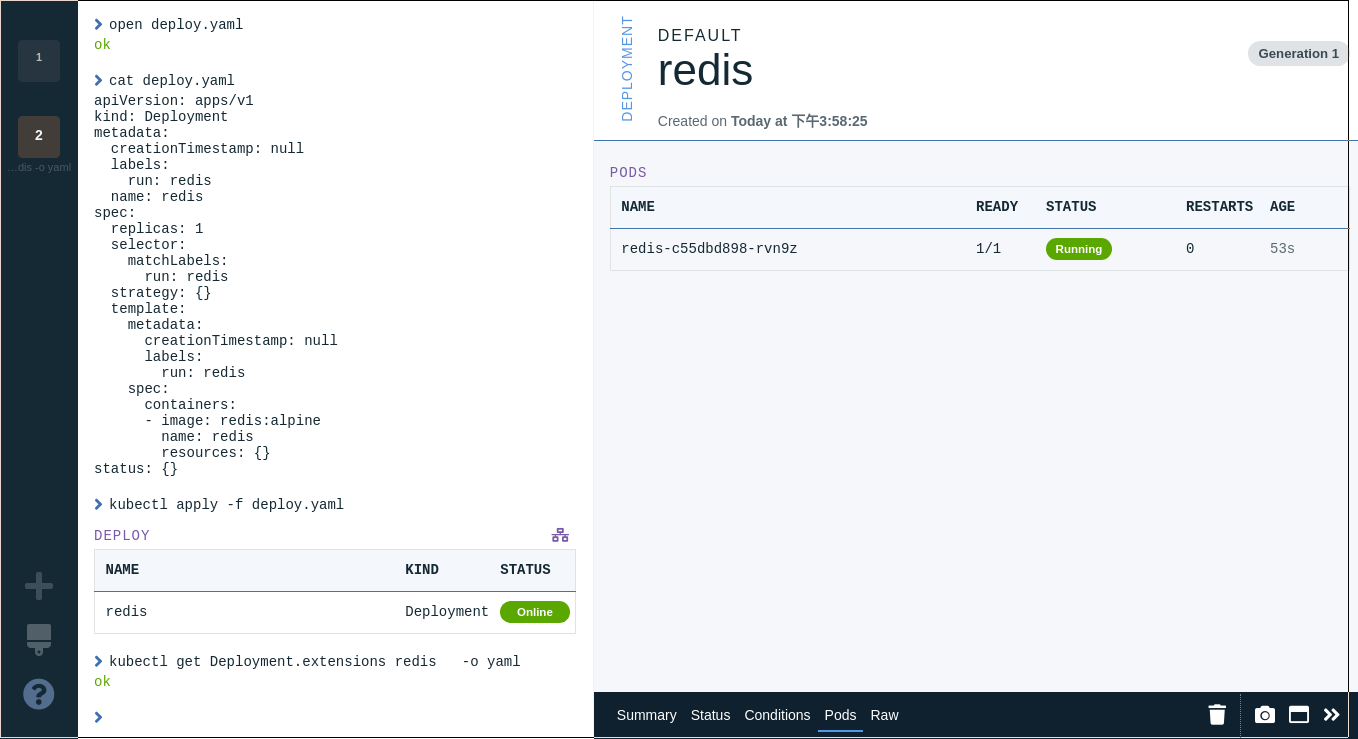 1
2
...dis -o yaml
open deploy.yaml
ok
cat deploy.yaml
apiVersion: apps/v1
kind: Deployment
metadata:
  creationTimestamp: null
  labels:
    run: redis
  name: redis
spec:
  replicas: 1
  selector:
    matchLabels:
      run: redis
  strategy: {}
  template:
    metadata:
      creationTimestamp: null
      labels:
        run: redis
    spec:
      containers:
      - image: redis:alpine
        name: redis
        resources: {}
status: {}
kubectl apply -f deploy.yaml
DEPLOY
NAME KIND STATUS
redis Deployment Online
kubectl get Deployment.extensions redis   -o yaml
ok
DEPLOYMENT
DEFAULT
redis
Generation 1
Created on Today at 下午3:58:25
PODS
NAME READY STATUS RESTARTS AGE
redis-c55dbd898-rvn9z 1/1 Running 0 53s
Summary Status Conditions Pods Raw